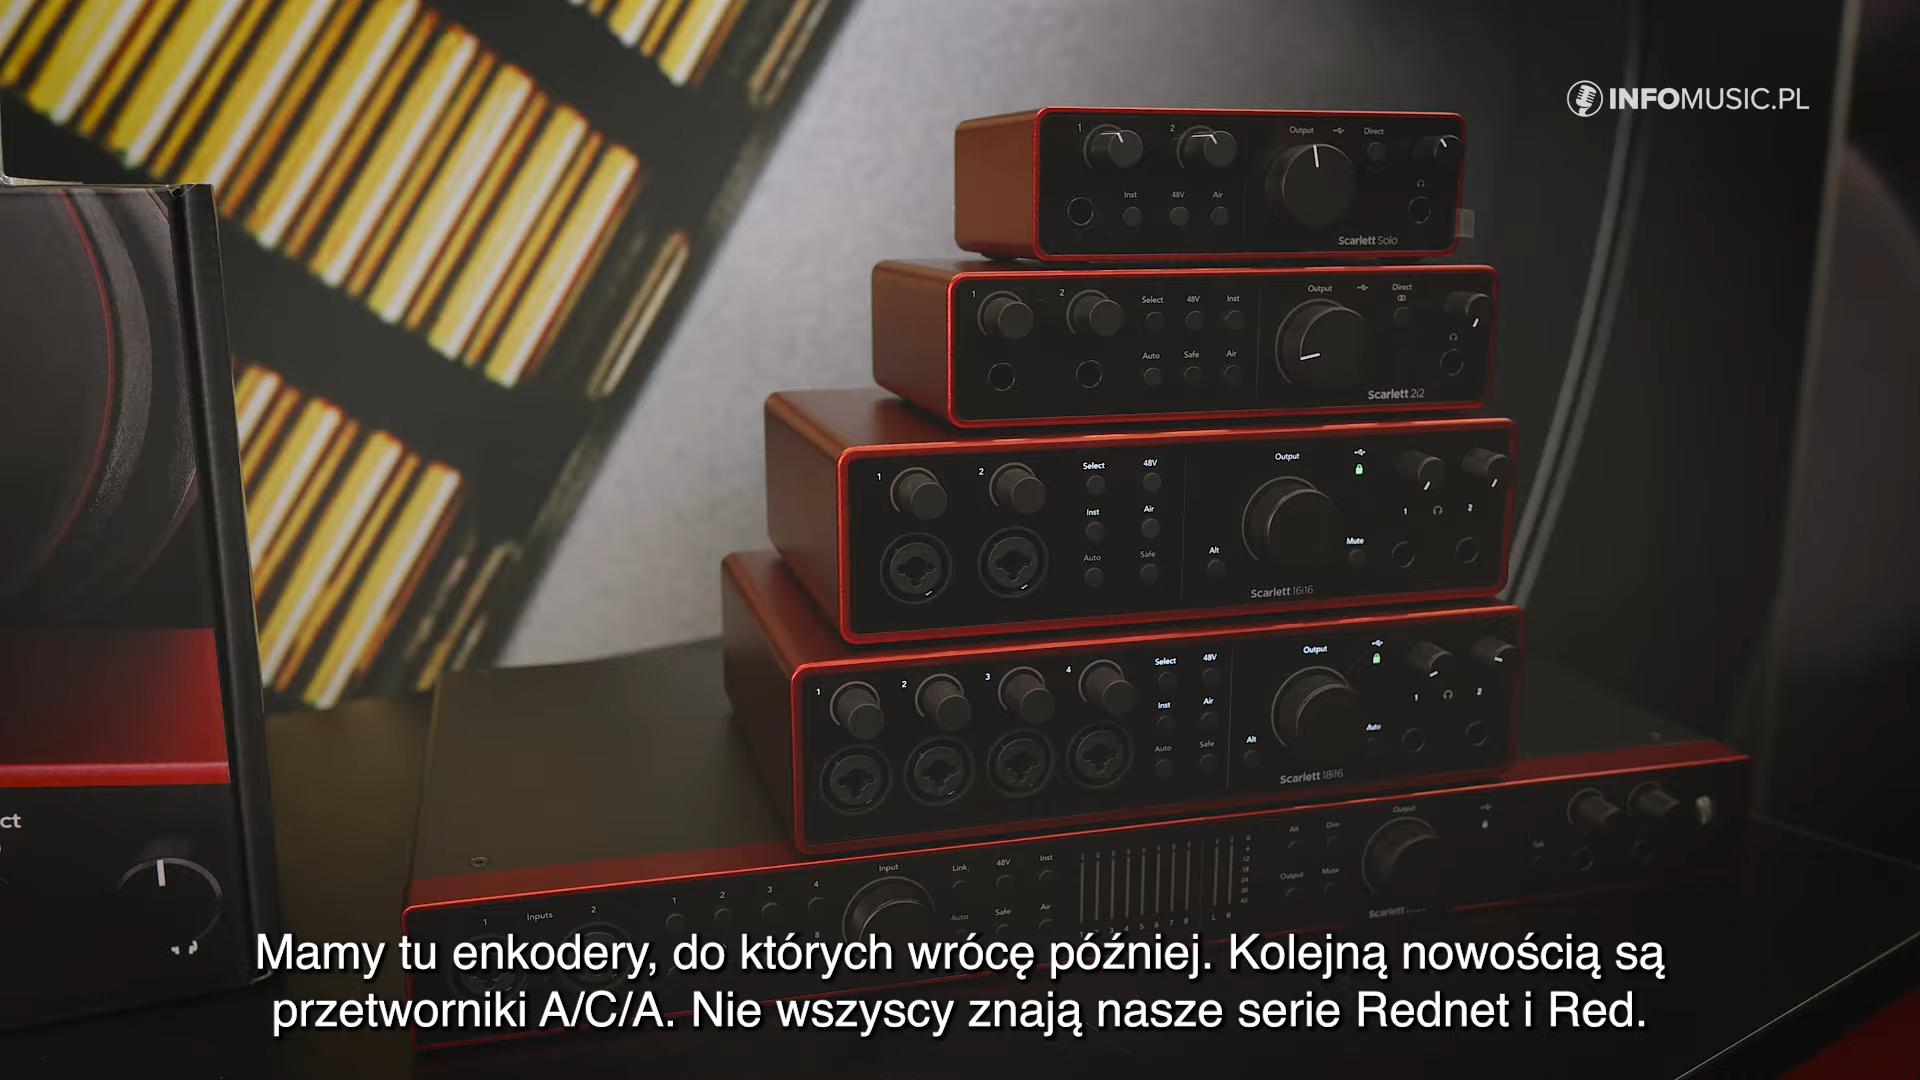 INFOMUSIC.PL
1 2 Output Direct
Inst 48V Air
Scarlett Solo
1 2 Select 48V Inst Output Direct
Auto Safe Air
Scarlett 2i2
1 2 Select 48V Output
Inst Air 1 2
Auto Safe Alt Mute
Scarlett 16i16
1 2 3 4 Select 48V Output
Inst Air 1 2
Auto Safe Alt
Scarlett 18i16
ct
Inputs 1 2 1 2 3 4 Input Link 48V Inst Alt Dim Output
Auto Safe Air L R Output Mute
Scarlett
Mamy tu enkodery, do których wrócę później. Kolejną nowością są
przetworniki A/C/A. Nie wszyscy znają nasze serie Rednet i Red.